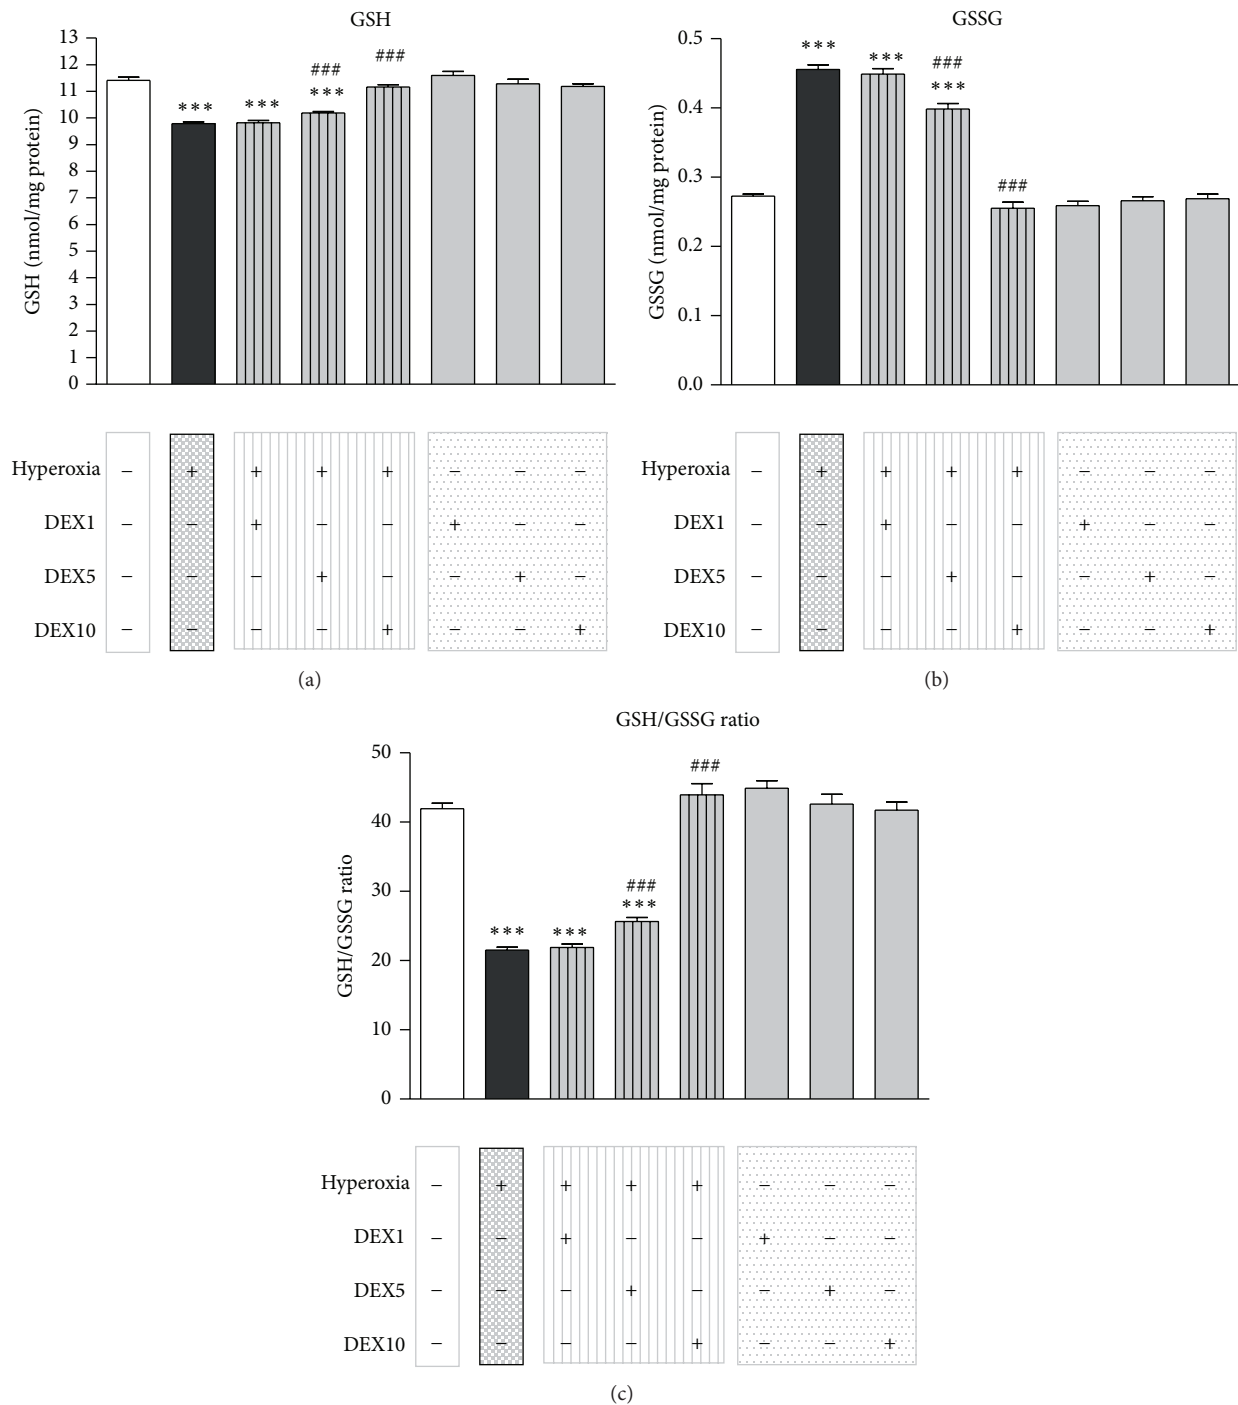 GSH
13
12
11
10
9
8
7
6
5
4
3
2
1
0
GSH (nmol/mg protein)
*** *** ### *** ###
Hyperoxia − + + + + − − −
DEX1 − − + − − + − −
DEX5 − − − + − − + −
DEX10 − − − − + − − +
(a)
GSSG
0.5
0.4
0.3
0.2
0.1
0.0
GSSG (nmol/mg protein)
*** *** ### *** ###
Hyperoxia − + + + + − − −
DEX1 − − + − − + − −
DEX5 − − − + − − + −
DEX10 − − − − + − − +
(b)
GSH/GSSG ratio
50
40
30
20
10
0
GSH/GSSG ratio
*** *** ### *** ###
Hyperoxia − + + + + − − −
DEX1 − − + − − + − −
DEX5 − − − + − − + −
DEX10 − − − − + − − +
(c)